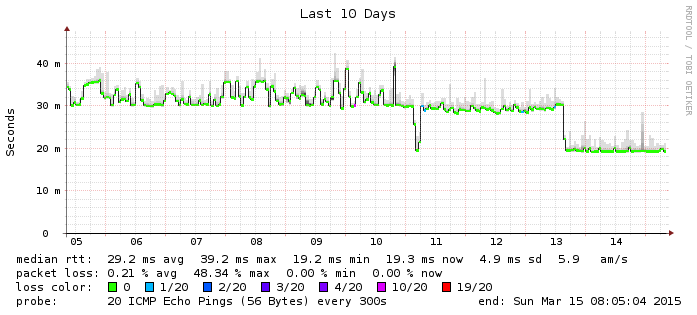 Last 10 Days
RRDTOOL / TOBI OETIKER
Seconds
40 m
30 m
20 m
10 m
0
05 06 07 08 09 10 11 12 13 14
median rtt: 29.2 ms avg 39.2 ms max 19.2 ms min 19.3 ms now 4.9 ms sd 5.9 am/s
packet loss: 0.21 % avg 48.34 % max 0.00 % min 0.00 % now
loss color: 0 1/20 2/20 3/20 4/20 10/20 19/20
probe: 20 ICMP Echo Pings (56 Bytes) every 300s end: Sun Mar 15 08:05:04 2015